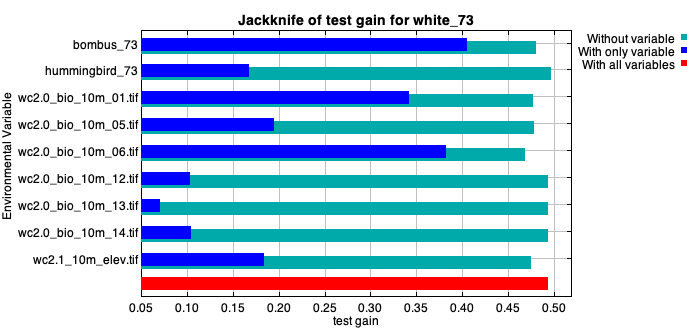 Jackknife of test gain for white_73
Without variable
With only variable
With all variables
Environmental Variable
bombus_73
hummingbird_73
wc2.0_bio_10m_01.tif
wc2.0_bio_10m_05.tif
wc2.0_bio_10m_06.tif
wc2.0_bio_10m_12.tif
wc2.0_bio_10m_13.tif
wc2.0_bio_10m_14.tif
wc2.1_10m_elev.tif
0.05 0.10 0.15 0.20 0.25 0.30 0.35 0.40 0.45 0.50
test gain